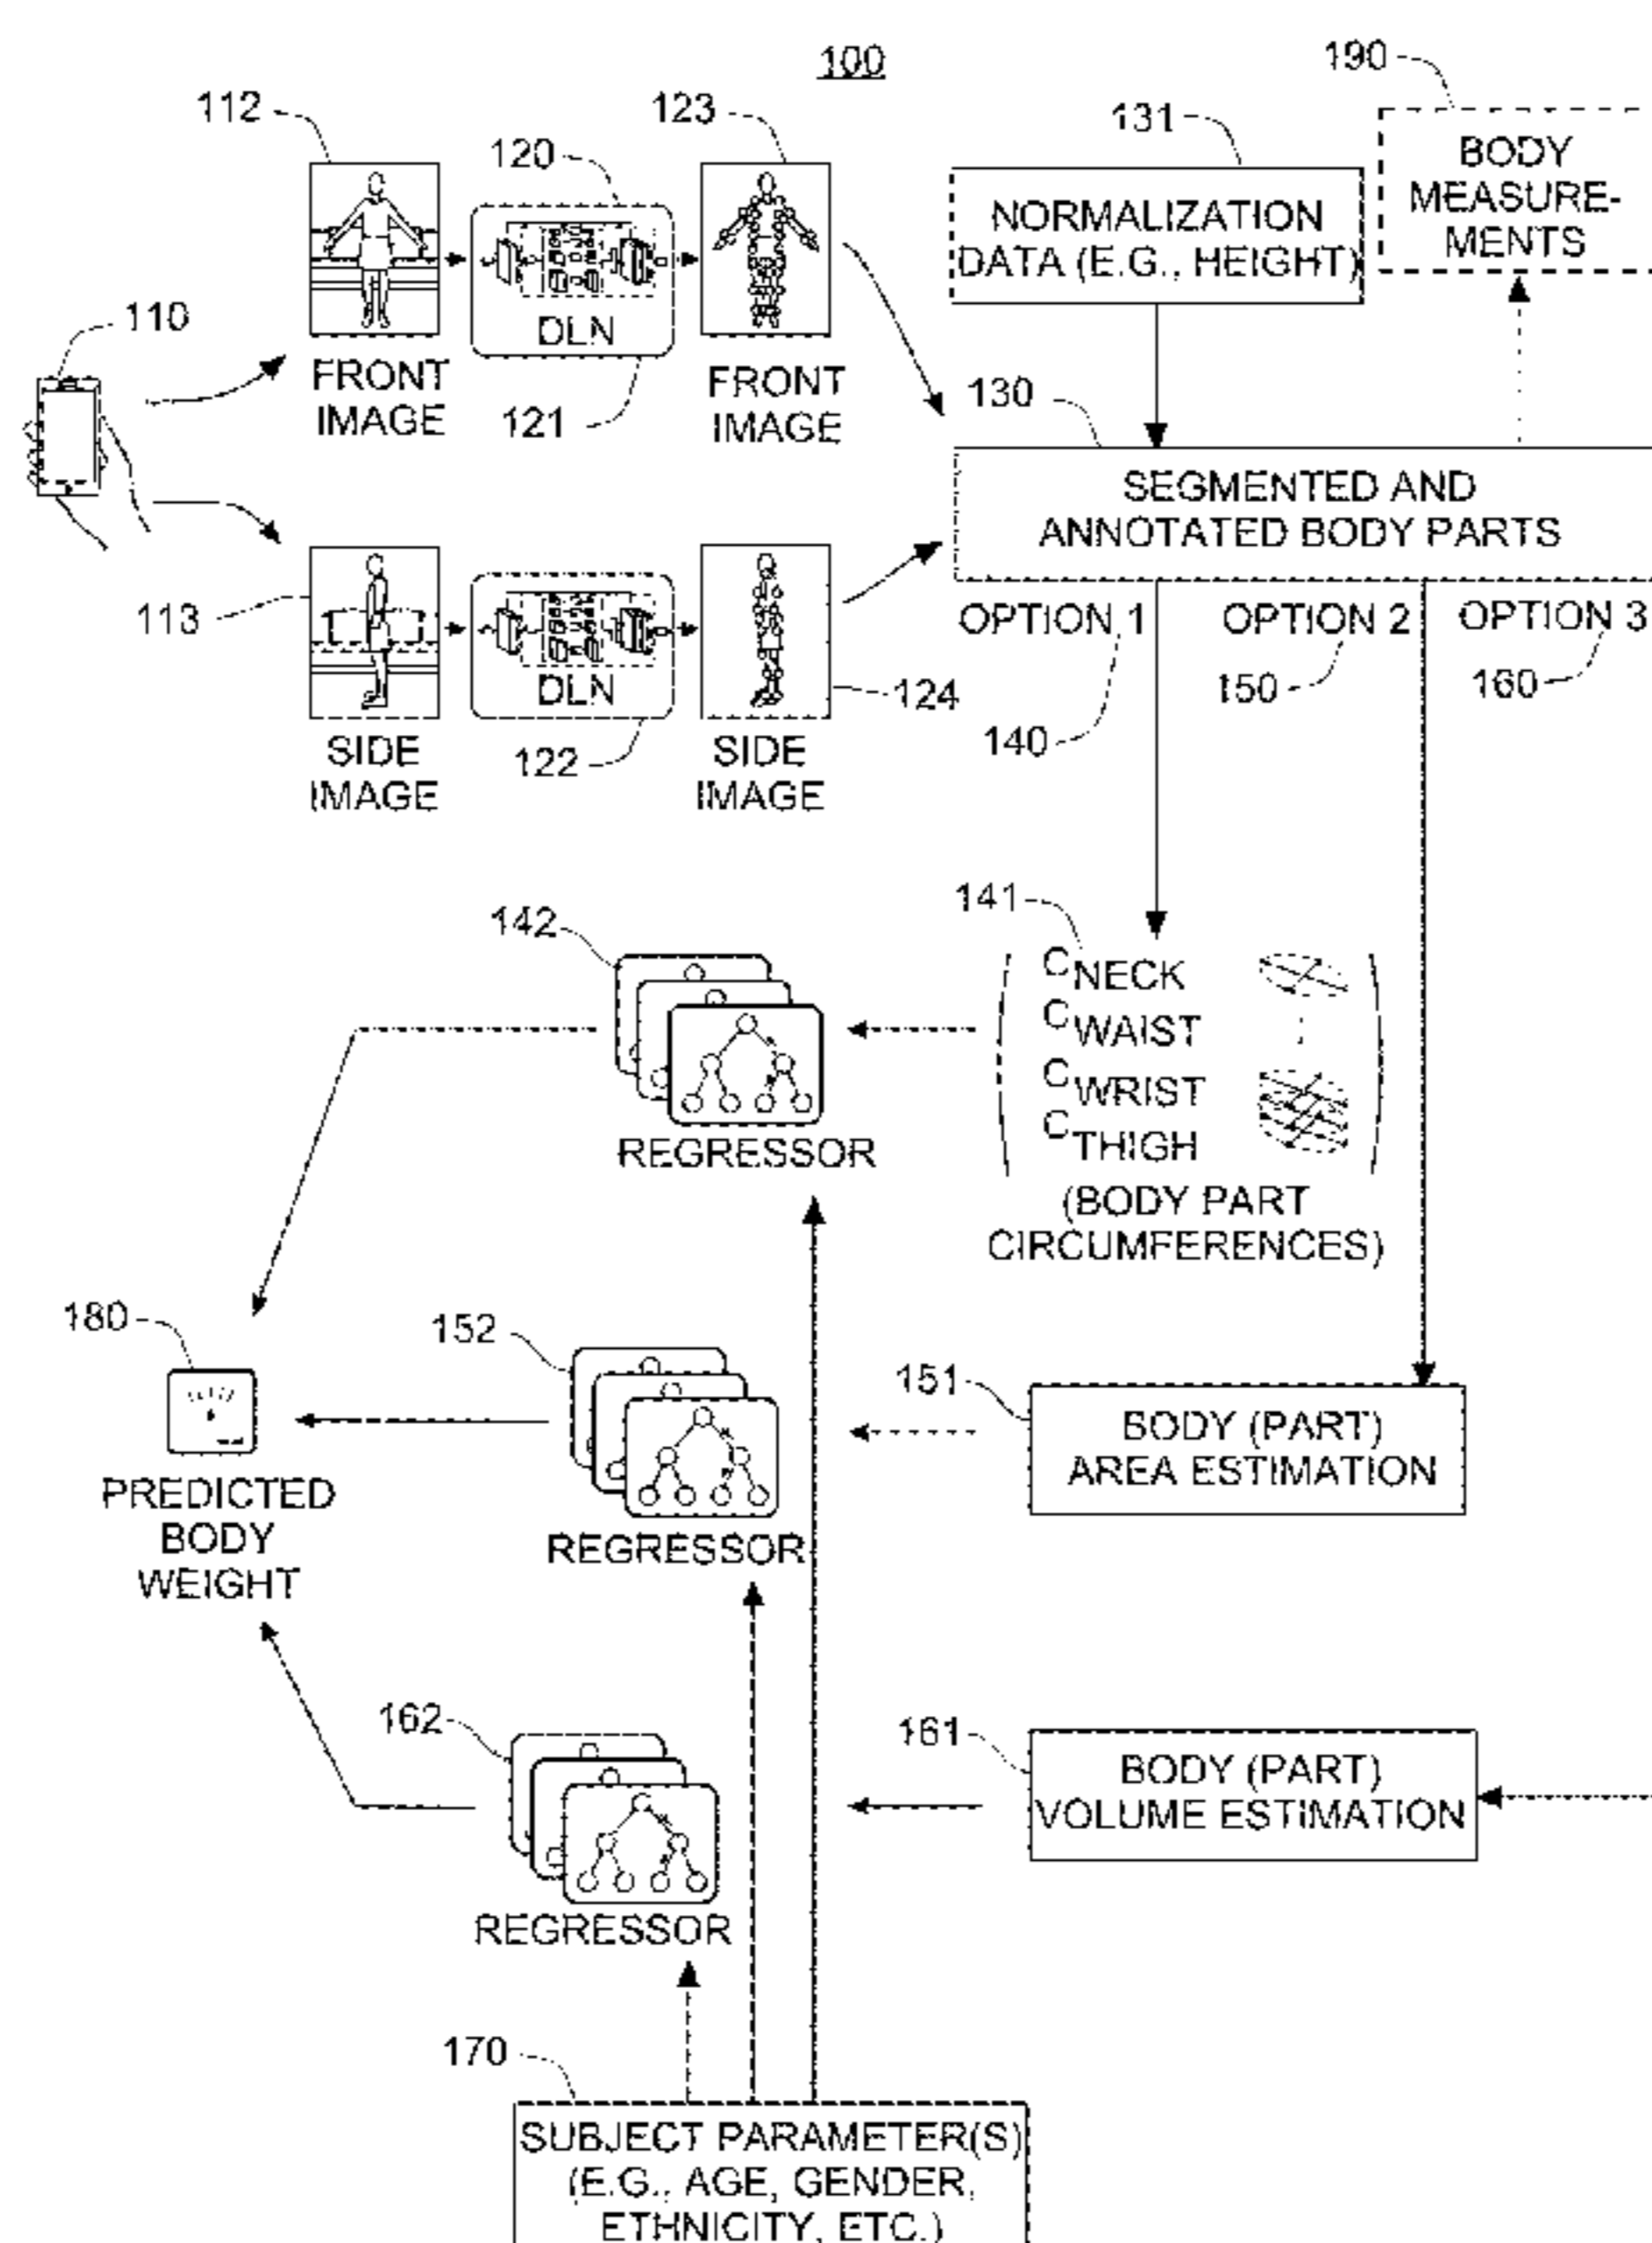 100
190
112
123
131
120
BODY
MEASURE-
MENTS
NORMALIZATION
DATA (E.G., HEIGHT)
110
DLN
FRONT
IMAGE
121
FRONT
IMAGE
130
SEGMENTED AND
ANNOTATED BODY PARTS
113
DLN
124
OPTION 1
OPTION 2
OPTION 3
140
150
160
SIDE
IMAGE
122
SIDE
IMAGE
141
142
CNECK
CWAIST
CWRIST
CTHIGH
(BODY PART
CIRCUMFERENCES)
REGRESSOR
180
152
151
BODY (PART)
AREA ESTIMATION
PREDICTED
BODY
WEIGHT
REGRESSOR
162
161
BODY (PART)
VOLUME ESTIMATION
REGRESSOR
170
SUBJECT PARAMETER(S)
(E.G., AGE, GENDER,
ETHNICITY, ETC.)